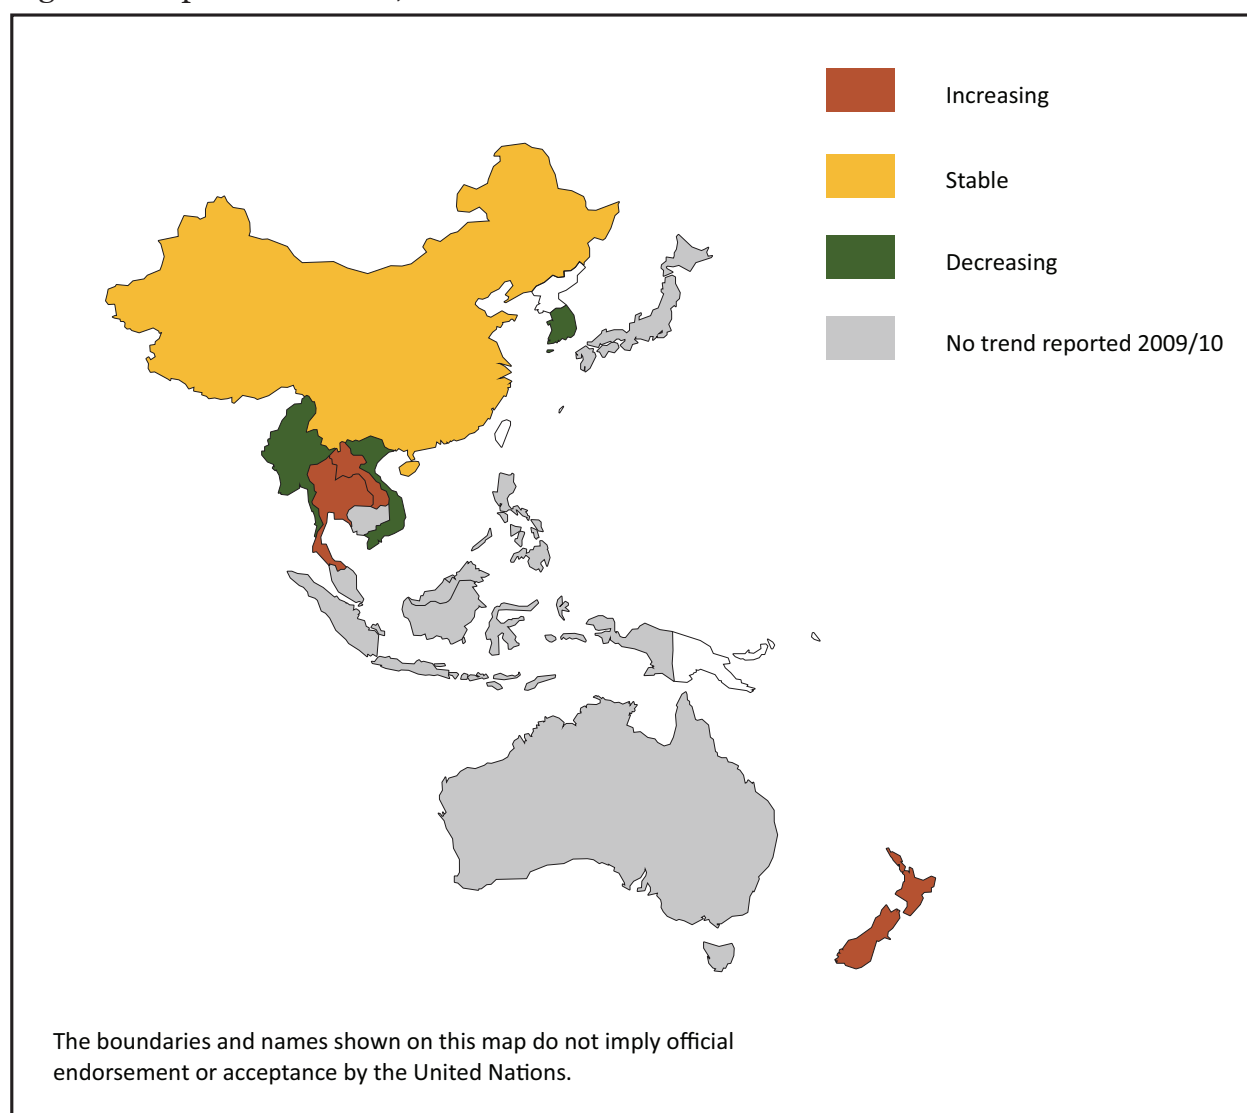 Increasing
Stable
Decreasing
No trend reported 2009/10
The boundaries and names shown on this map do not imply official
endorsement or acceptance by the United Nations.